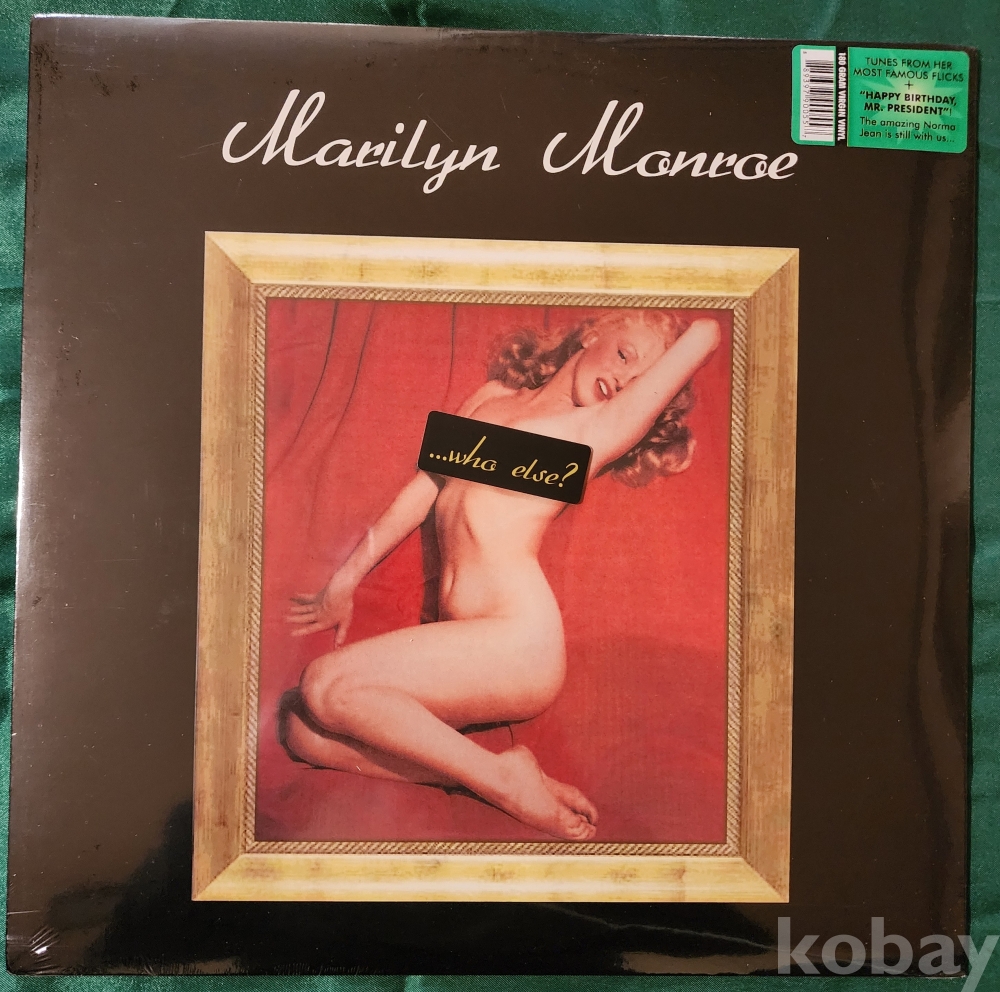 Marilyn Monroe
180 GRAM VIRGIN VINYL
TUNES FROM HER
MOST FAMOUS FLICKS
+
"HAPPY BIRTHDAY,
MR. PRESIDENT"!
The amazing Norma
Jean is still with us...
...who else?
kobay